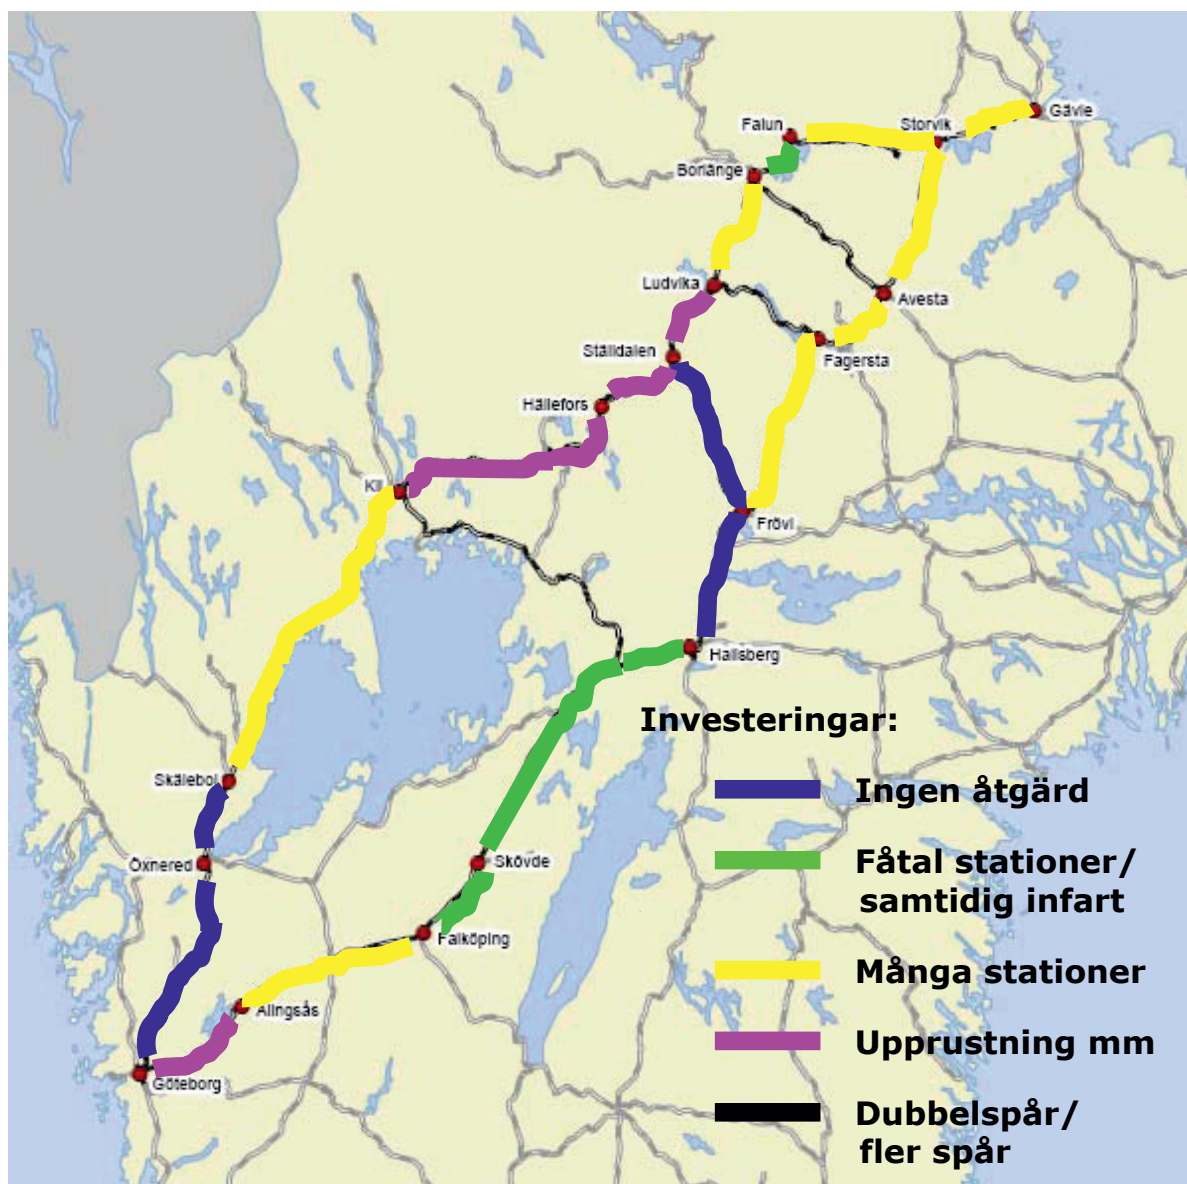 Gävle
Falun
Storvik
Borlänge
Ludvika
Avesta
Ställdalen
Fagersta
Hällefors
Kil
Frövi
Hallsberg
Investeringar:
Skälebol
Ingen åtgärd
Öxnered
Skövde
Fåtal stationer/
samtidig infart
Falköping
Många stationer
Alingsås
Upprustning mm
Göteborg
Dubbelspår/
fler spår